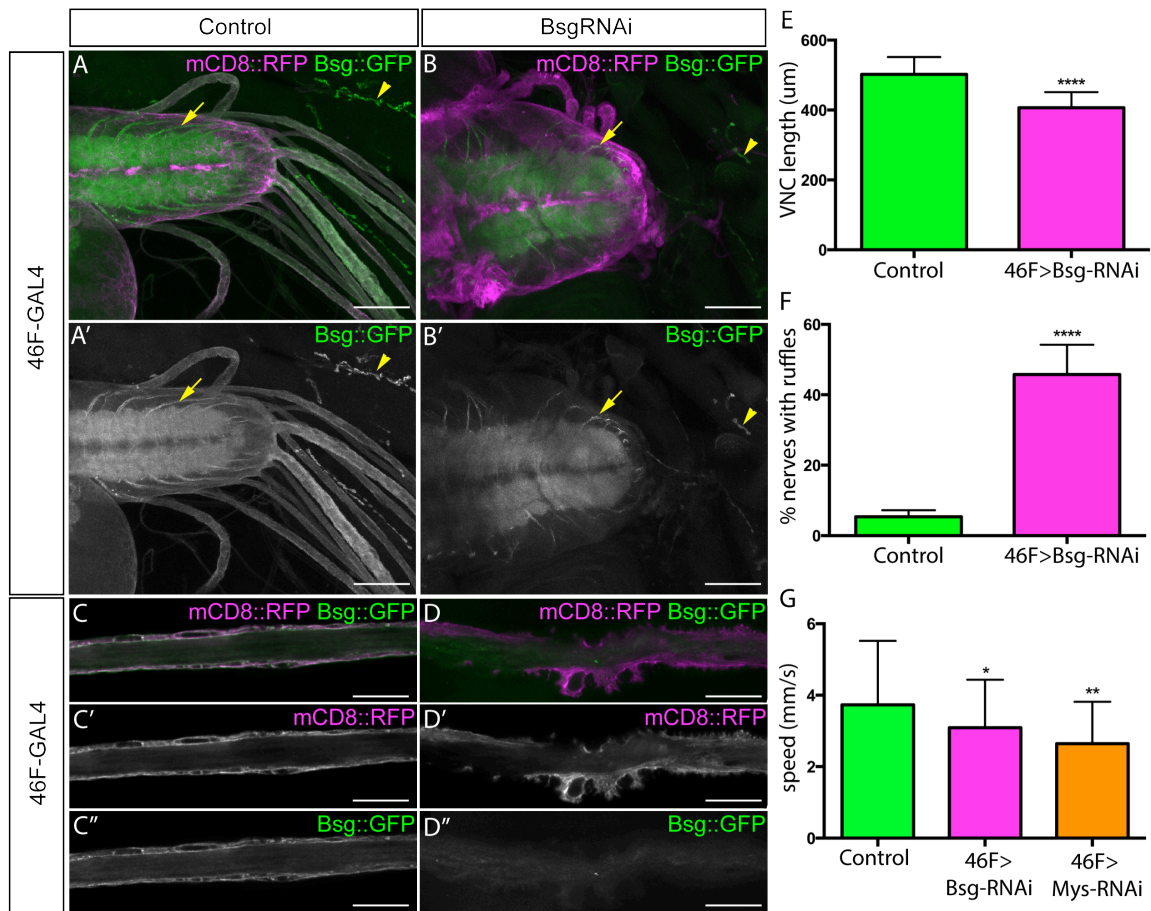 Control
BsgRNAi
46F-GAL4
A
mCD8::RFP Bsg::GFP
B
mCD8::RFP Bsg::GFP
A′
Bsg::GFP
B′
Bsg::GFP
46F-GAL4
C
mCD8::RFP Bsg::GFP
D
mCD8::RFP Bsg::GFP
C′
mCD8::RFP
D′
mCD8::RFP
C″
Bsg::GFP
D″
Bsg::GFP
E
VNC length (um)
600
400
200
0
****
Control
46F>Bsg-RNAi
F
% nerves with ruffles
60
40
20
0
****
Control
46F>Bsg-RNAi
G
speed (mm/s)
6
4
2
0
*
**
Control
46F>
Bsg-RNAi
46F>
Mys-RNAi